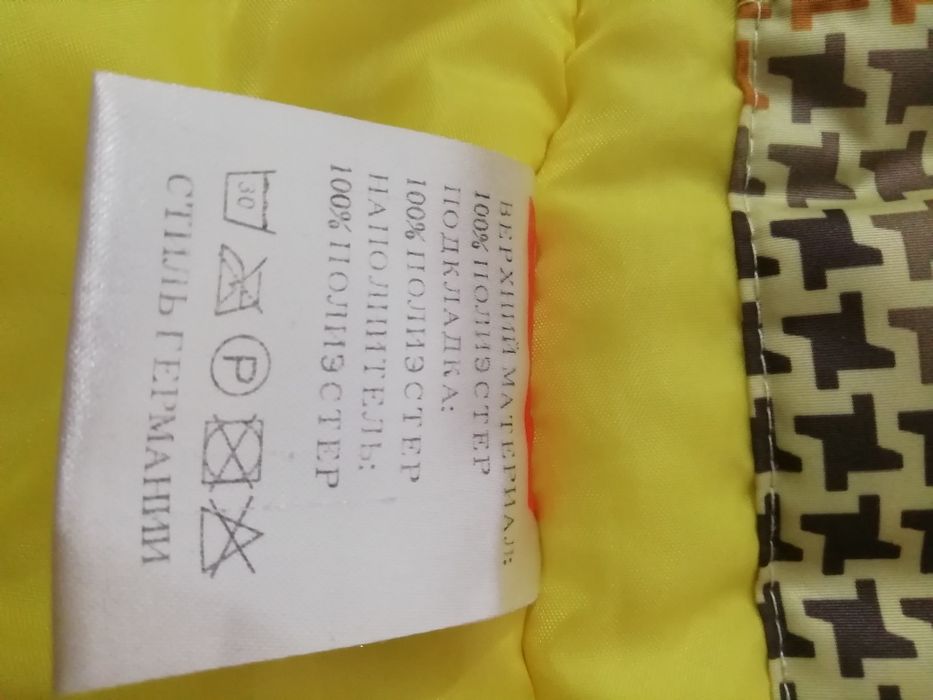 ВЕРХНИЙ МАТЕРИАЛ:
100% ПОЛИЭСТЕР
ПОДКЛАДКА:
100% ПОЛИЭСТЕР
НАПОЛНИТЕЛЬ:
100% ПОЛИЭСТЕР
30 P
СТИЛЬ ГЕРМАНИИ